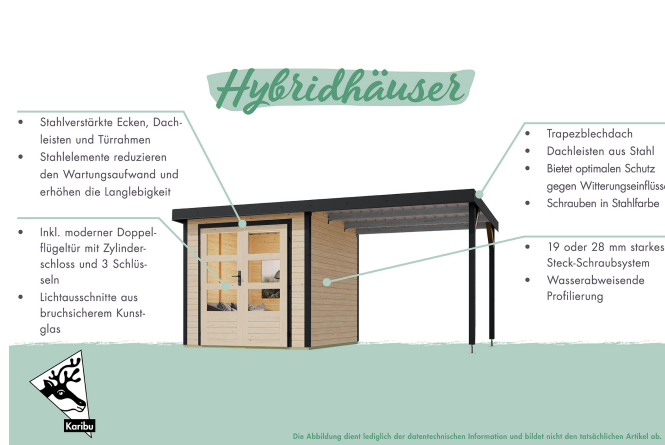 Hybridhäuser
• Stahlverstärkte Ecken, Dach-
leisten und Türrahmen
• Stahlelemente reduzieren
den Wartungsaufwand und
erhöhen die Langlebigkeit
• Inkl. moderner Doppel-
flügeltür mit Zylinder-
schloss und 3 Schlüs-
seln
• Lichtausschnitte aus
bruchsicherem Kunst-
glas
• Trapezblechdach
• Dachleisten aus Stahl
• Bietet optimalen Schutz
gegen Witterungseinflüsse
• Schrauben in Stahlfarbe
• 19 oder 28 mm starkes
Steck-Schraubsystem
• Wasserabweisende
Profilierung
Karibu
Die Abbildung dient lediglich der datentechnischen Information und bildet nicht den tatsächlichen Artikel ab.